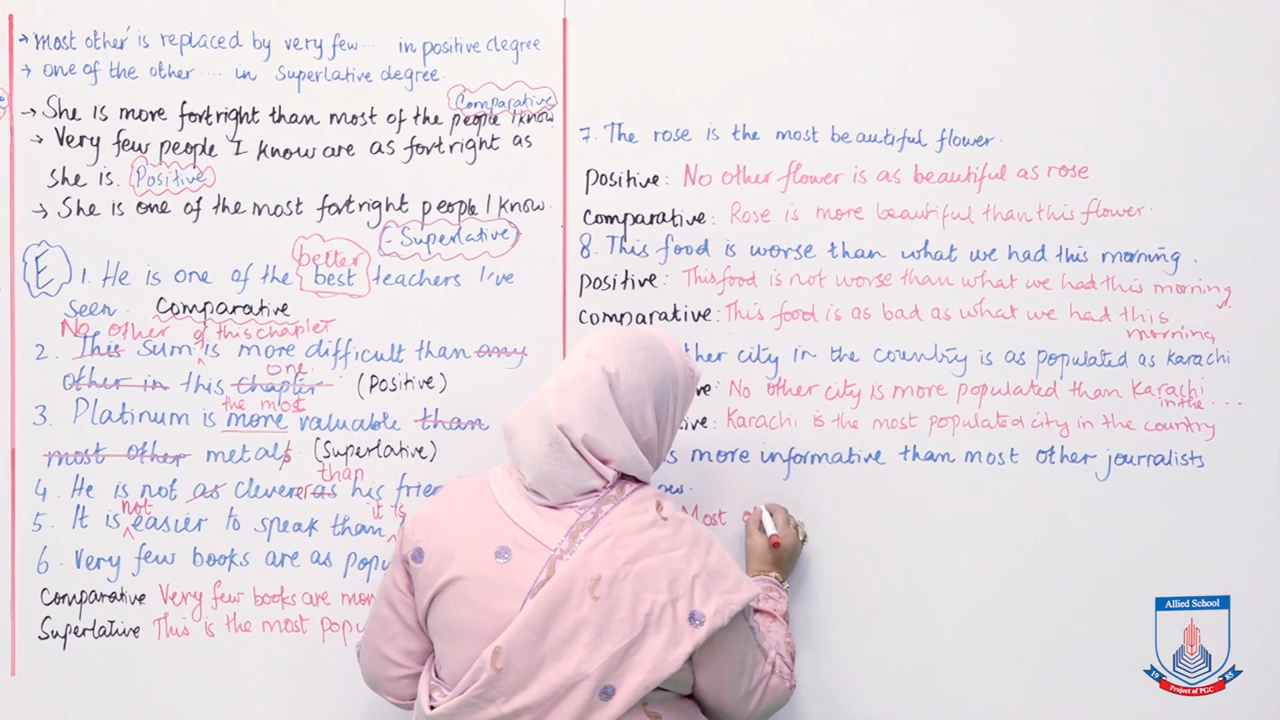 → most other is replaced by very few ... in positive degree
→ one of the other .... in Superlative degree.
Comparative
→ She is more fortright than most of the people I know
→ Very few people I know are as fortright as
she is. Positive
→ She is one of the most fortright people I know.
- Superlative
better
E 1. He is one of the best teachers I've
seen. Comparative
No other of this chapter
2. This sum ^ is more difficult than any
one.
other in this chapter (Positive)
the most
3. Platinum is more valuable than
most other metals (Superlative)
than
4. He is not as cleverer as his
not it is
5. It is ^ easier to speak than ^
6. Very few books are as
Comparative Very few books are
Superlative This is the most
7. The rose is the most beautiful flower.
positive: No other flower is as beautiful as rose
comparative: Rose is more beautiful than this flower.
8. This food is worse than what we had this morning.
positive: This food is not worse than what we had this morning
comparative: This food is as bad as what we had this
morning
city in the country is as populated as Karachi
No other city is more populated than Karachi
in the ...
Karachi is the most populated city in the country
more informative than most other journalists
Most
Allied School
19 85
Project of PGC